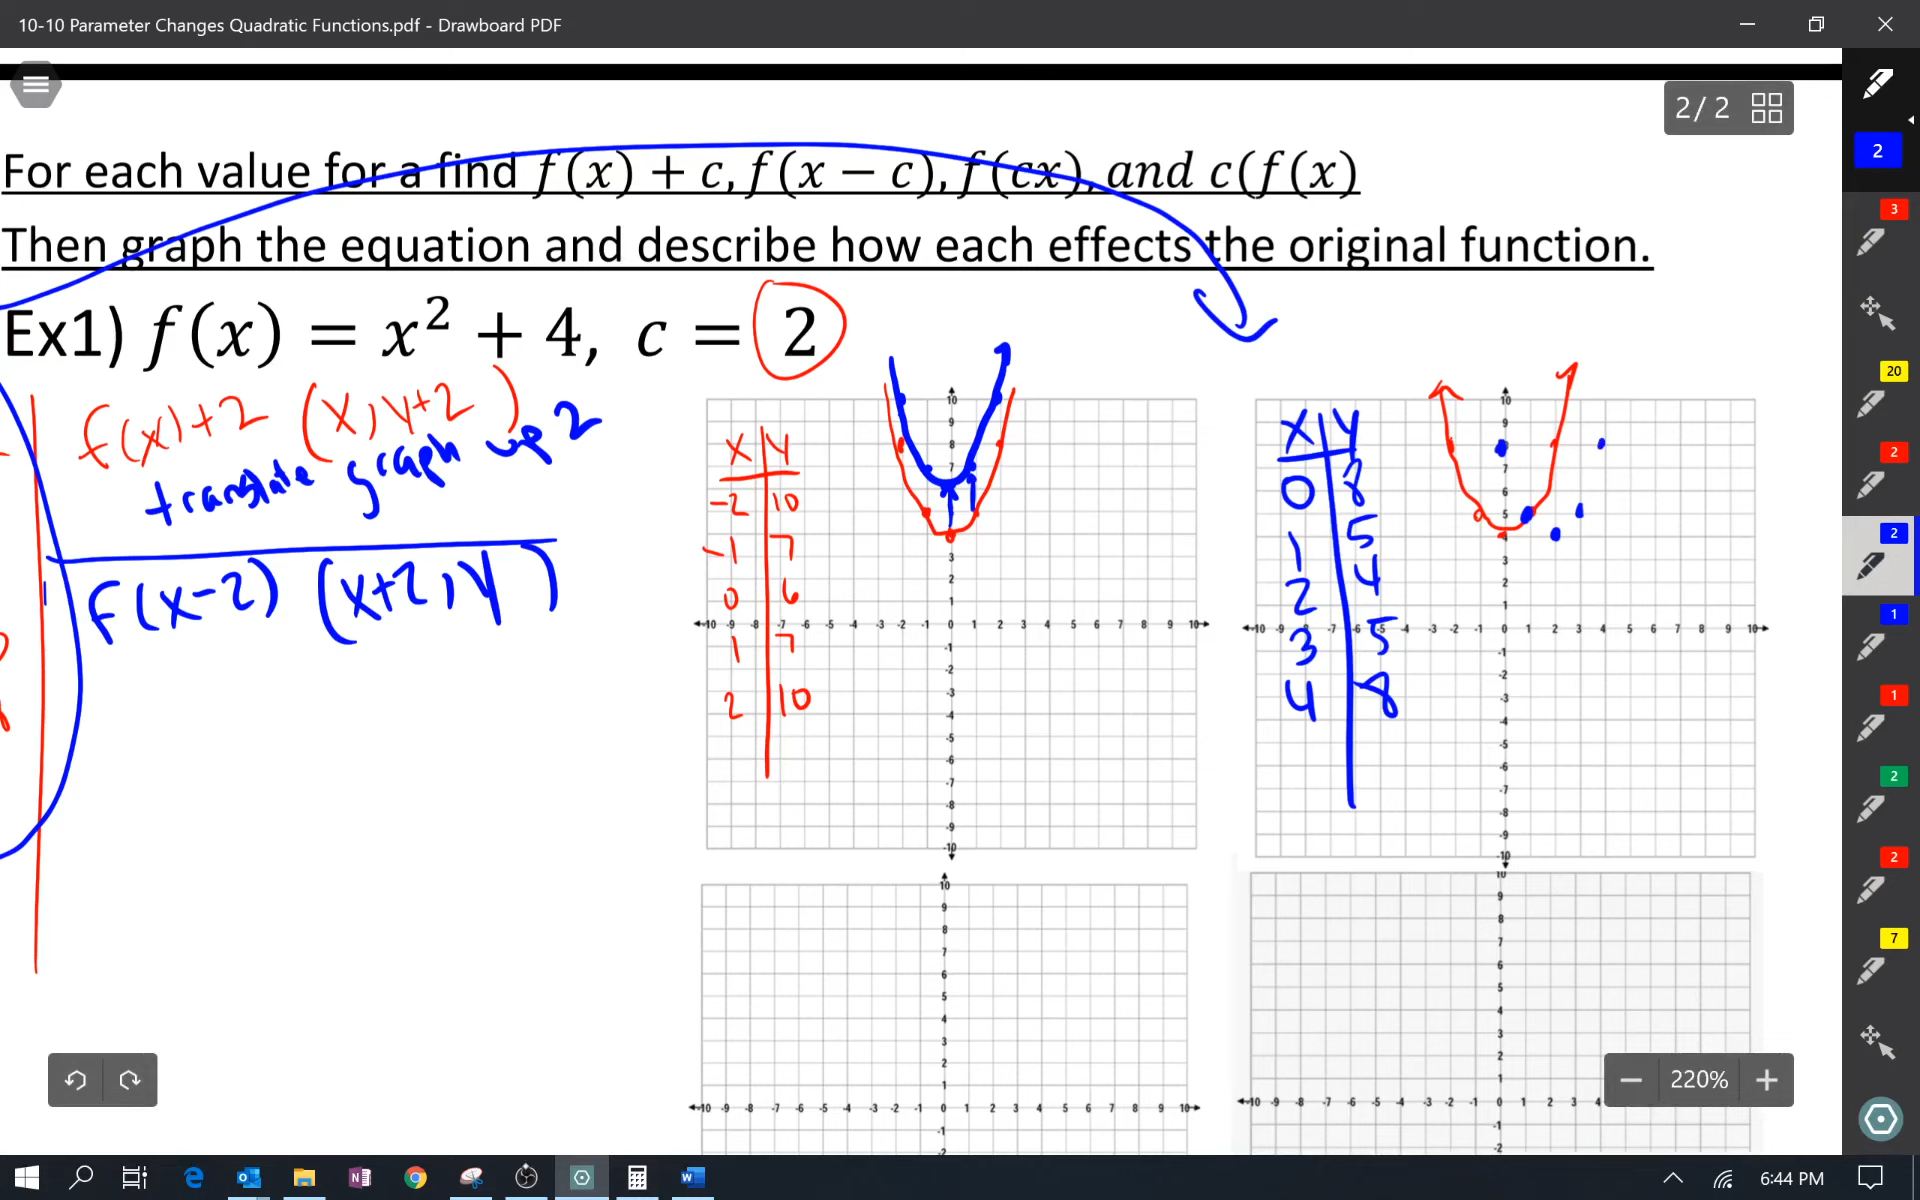 10-10 Parameter Changes Quadratic Functions.pdf - Drawboard PDF
2 / 2
For each value for a find f(x) + c, f(x − c), f(cx), and c(f(x)
Then graph the equation and describe how each effects the original function.
Ex1) f(x) = x² + 4, c = 2
f(x)+2 (x, y+2)
translate graph up 2
f(x-2) (x+2, y)
x y
-2 10
-1 7
0 6
1 7
2 10
x y
0 8
1 5
2 4
3 5
4 8
220%
6:44 PM